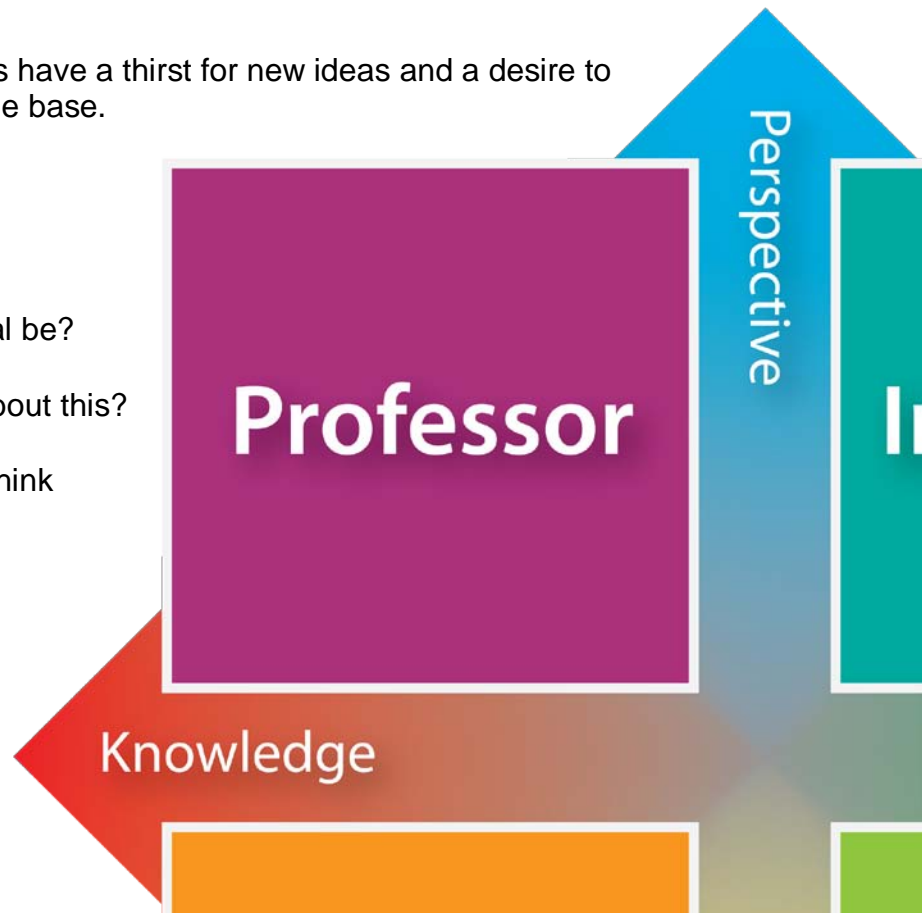 s have a thirst for new ideas and a desire to
e base.
al be?
bout this?
hink
Perspective
Professor
Knowledge